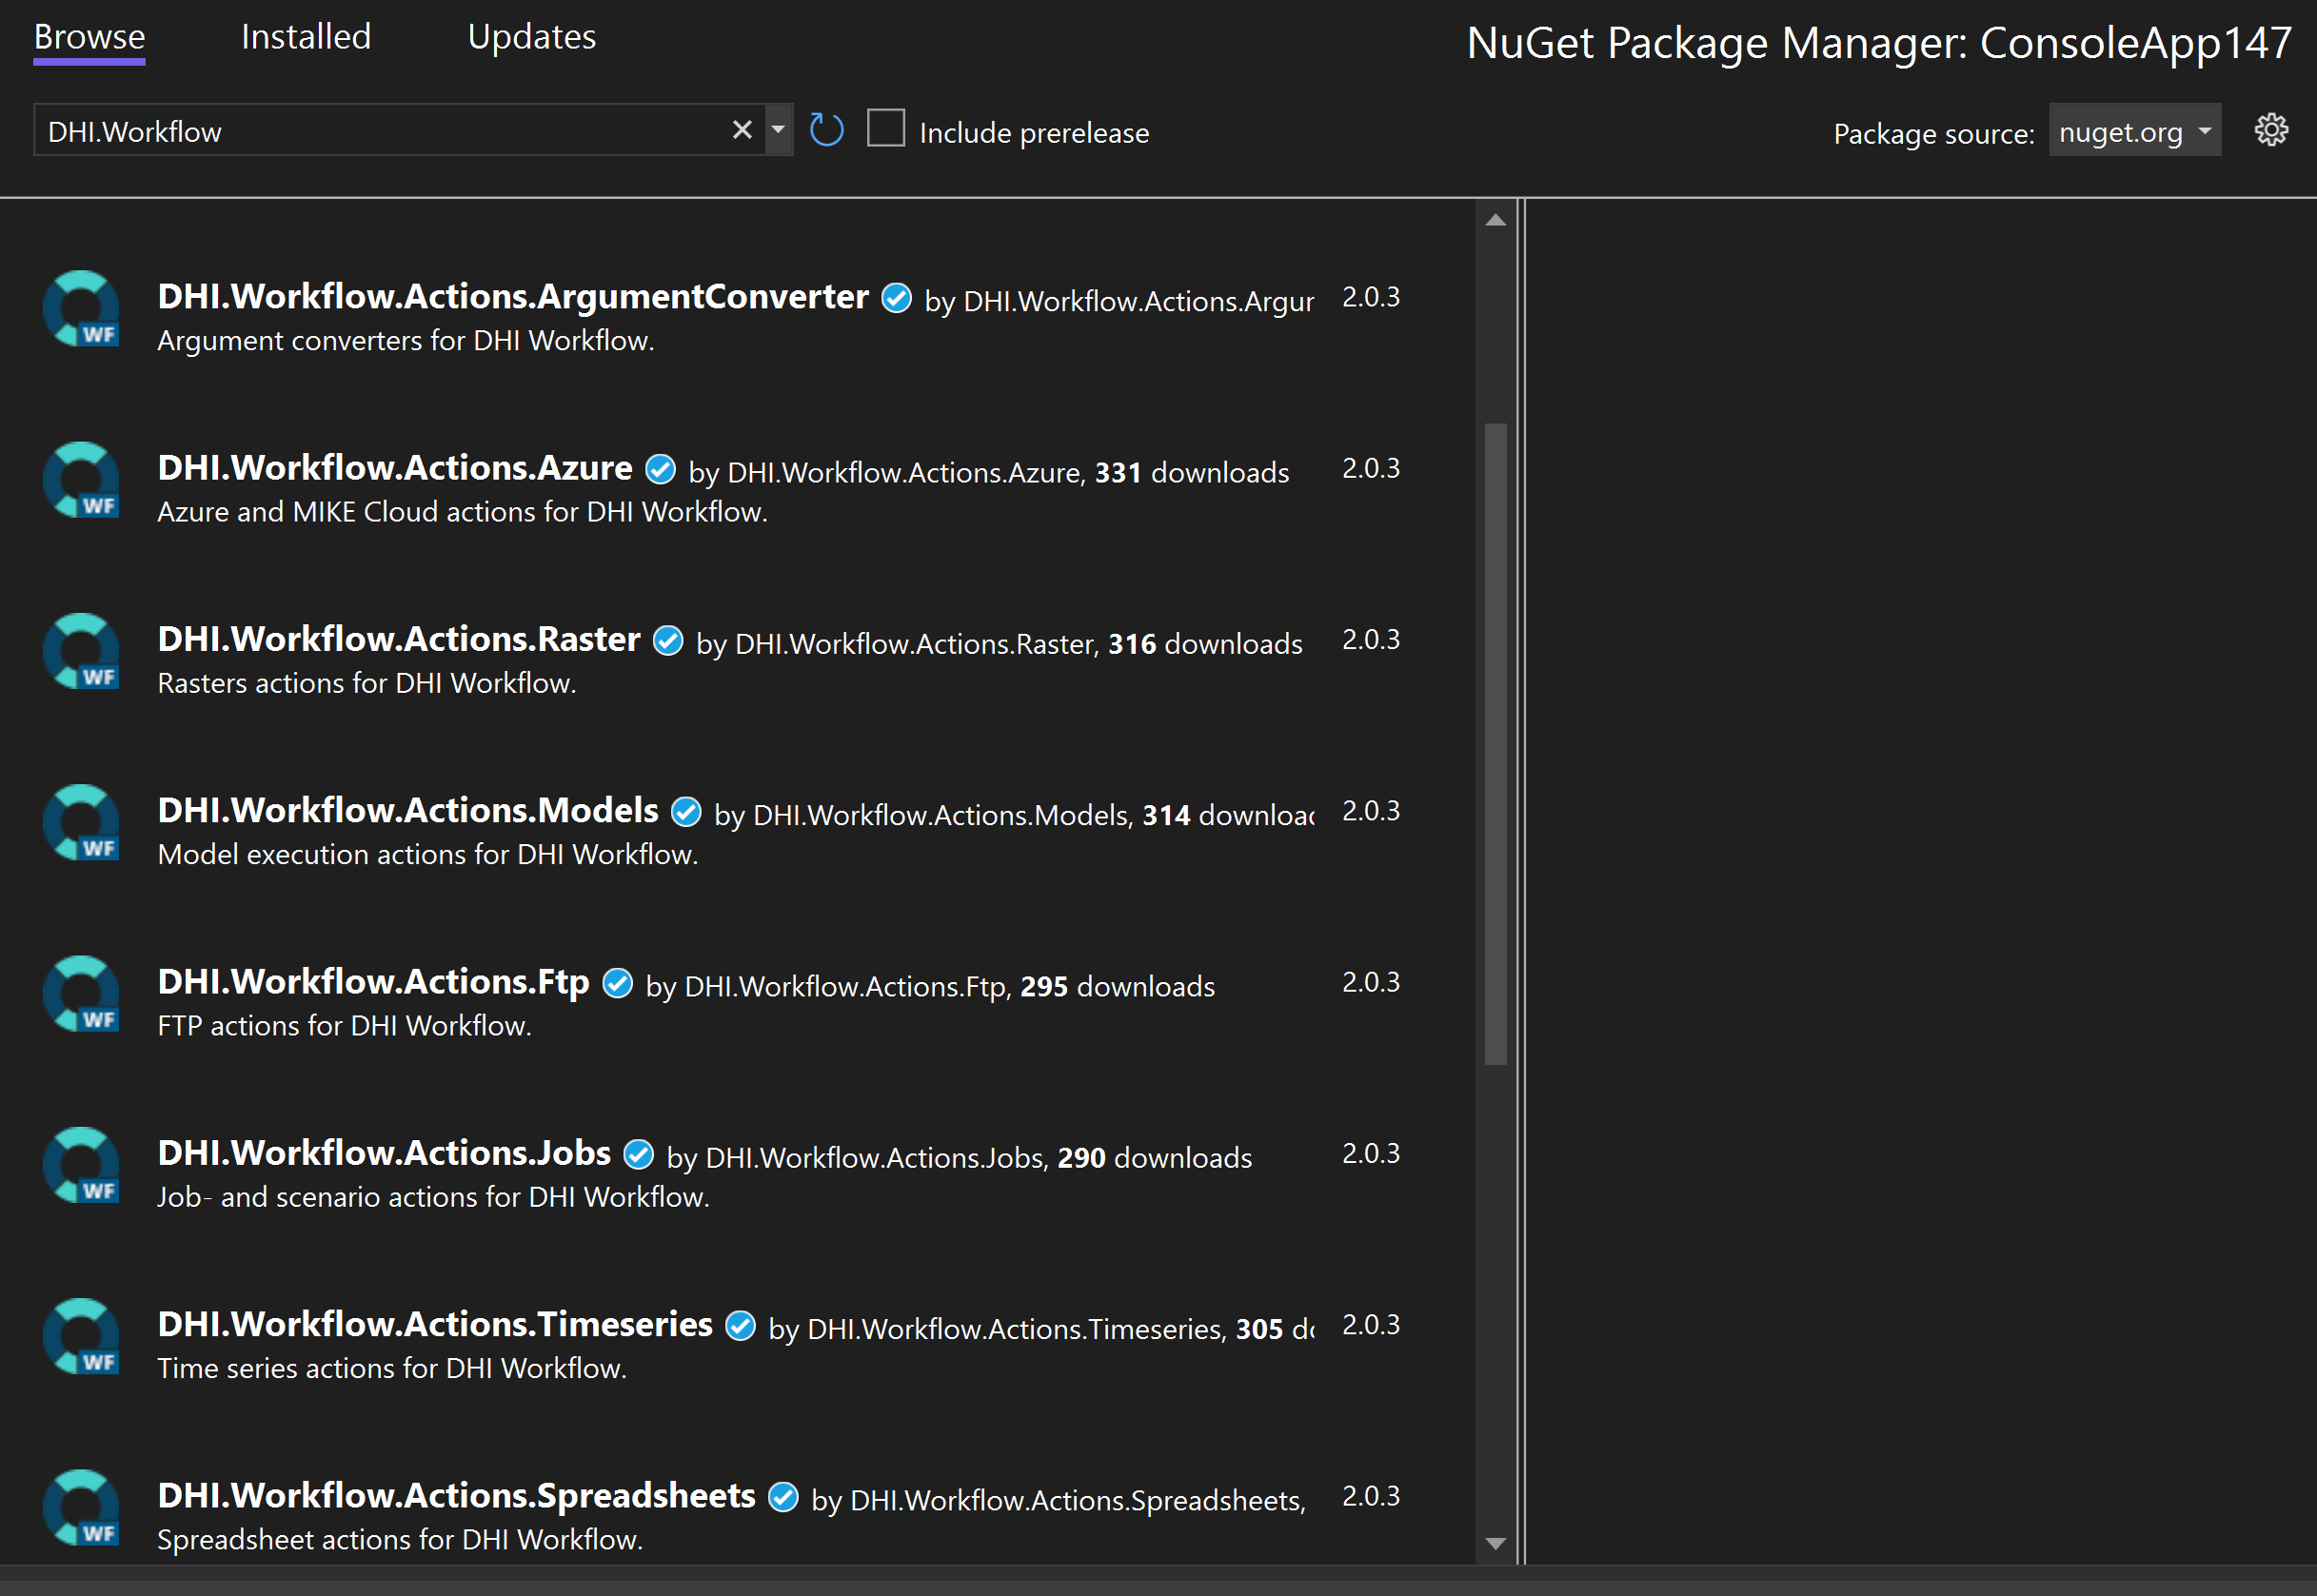 Browse Installed Updates NuGet Package Manager: ConsoleApp147
DHI.Workflow Include prerelease Package source: nuget.org
DHI.Workflow.Actions.ArgumentConverter by DHI.Workflow.Actions.Argur 2.0.3
WF
Argument converters for DHI Workflow.
DHI.Workflow.Actions.Azure by DHI.Workflow.Actions.Azure, 331 downloads 2.0.3
WF
Azure and MIKE Cloud actions for DHI Workflow.
DHI.Workflow.Actions.Raster by DHI.Workflow.Actions.Raster, 316 downloads 2.0.3
WF
Rasters actions for DHI Workflow.
DHI.Workflow.Actions.Models by DHI.Workflow.Actions.Models, 314 downloac 2.0.3
WF
Model execution actions for DHI Workflow.
DHI.Workflow.Actions.Ftp by DHI.Workflow.Actions.Ftp, 295 downloads 2.0.3
WF
FTP actions for DHI Workflow.
DHI.Workflow.Actions.Jobs by DHI.Workflow.Actions.Jobs, 290 downloads 2.0.3
WF
Job- and scenario actions for DHI Workflow.
DHI.Workflow.Actions.Timeseries by DHI.Workflow.Actions.Timeseries, 305 do 2.0.3
WF
Time series actions for DHI Workflow.
DHI.Workflow.Actions.Spreadsheets by DHI.Workflow.Actions.Spreadsheets, 2.0.3
WF
Spreadsheet actions for DHI Workflow.